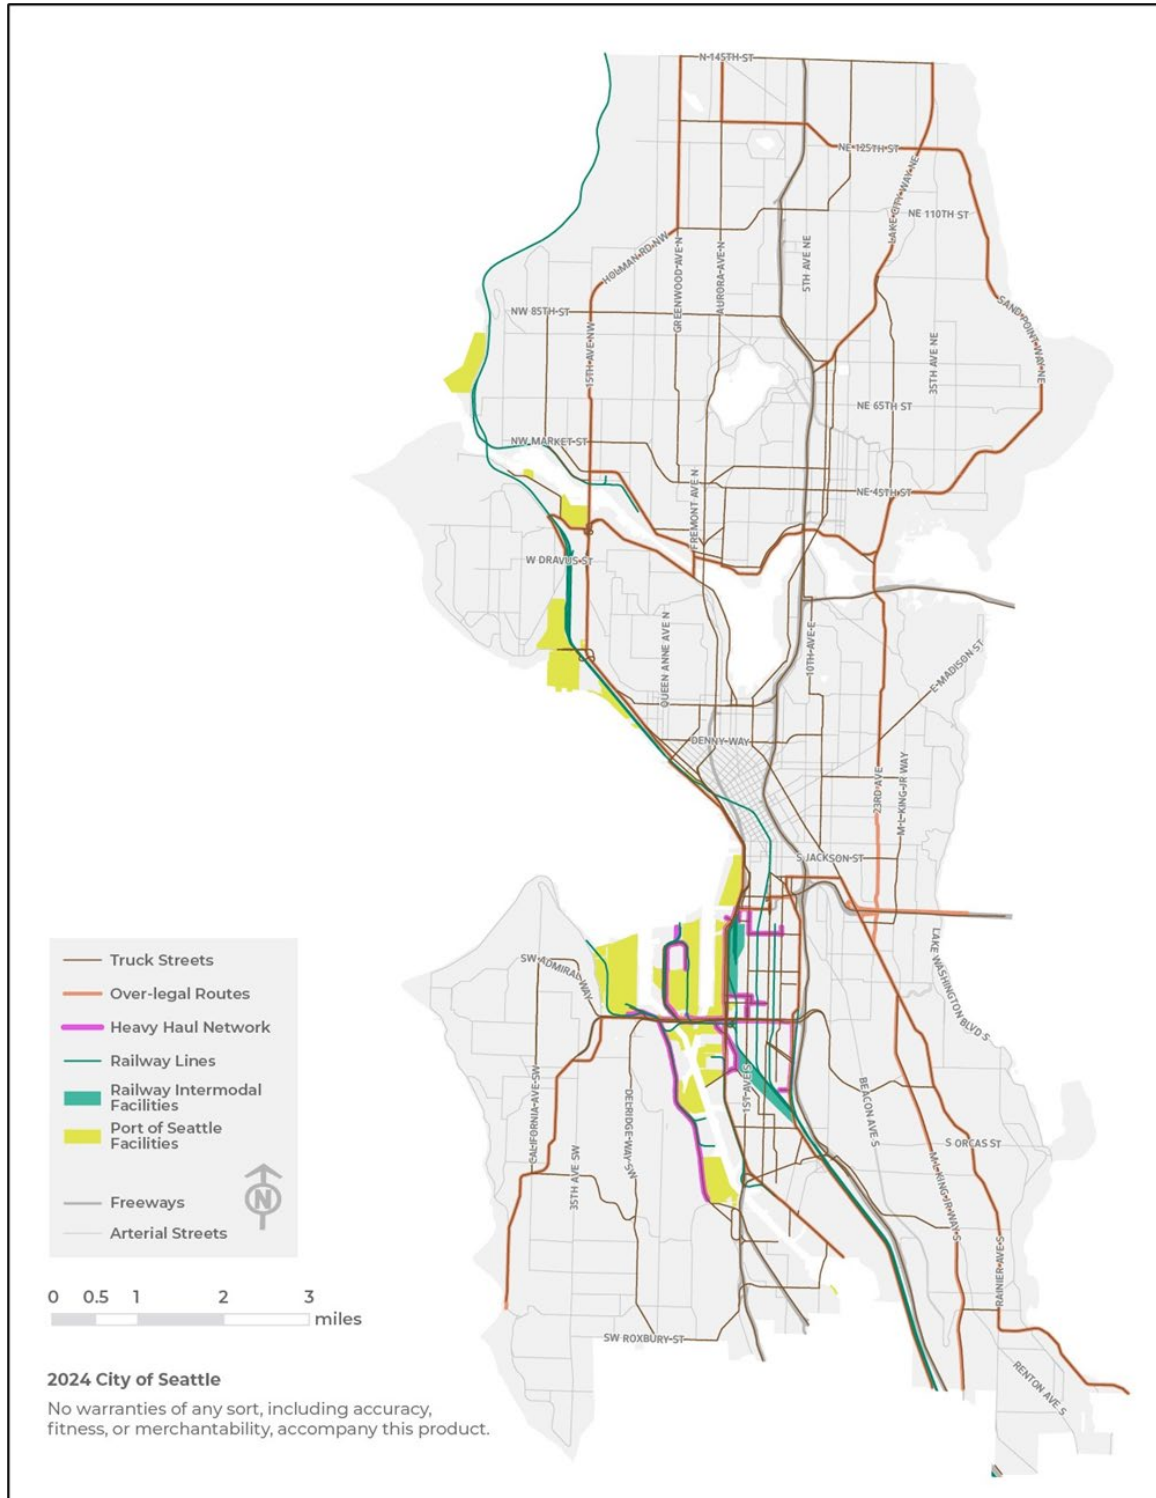 N 145TH ST
NE 125TH ST
LAKE CITY WAY NE
NE 110TH ST
HOLMAN RD NW
GREENWOOD AVE N
AURORA AVE N
5TH AVE NE
SAND POINT WAY NE
NW 85TH ST
15TH AVE NW
35TH AVE NE
NE 65TH ST
NW MARKET ST
NE 45TH ST
FREMONT AVE N
W DRAVUS ST
QUEEN ANNE AVE N
10TH AVE E
E MADISON ST
DENNY WAY
23RD AVE
M L KING JR WAY
S JACKSON ST
LAKE WASHINGTON BLVD S
SW ADMIRAL WAY
CALIFORNIA AVE SW
35TH AVE SW
DELRIDGE WAY SW
1ST AVE S
BEACON AVE S
S ORCAS ST
M L KING JR WAY S
RAINIER AVE S
SW ROXBURY ST
RENTON AVE S
Truck Streets
Over-legal Routes
Heavy Haul Network
Railway Lines
Railway Intermodal
Facilities
Port of Seattle
Facilities
Freeways
N
Arterial Streets
0 0.5 1 2 3
miles
2024 City of Seattle
No warranties of any sort, including accuracy,
fitness, or merchantability, accompany this product.